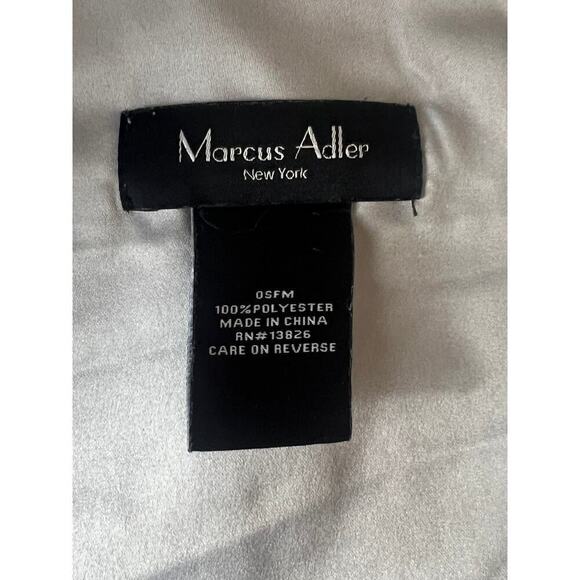 Marcus Adler
New York
OSFM
100%POLYESTER
MADE IN CHINA
RN#13826
CARE ON REVERSE